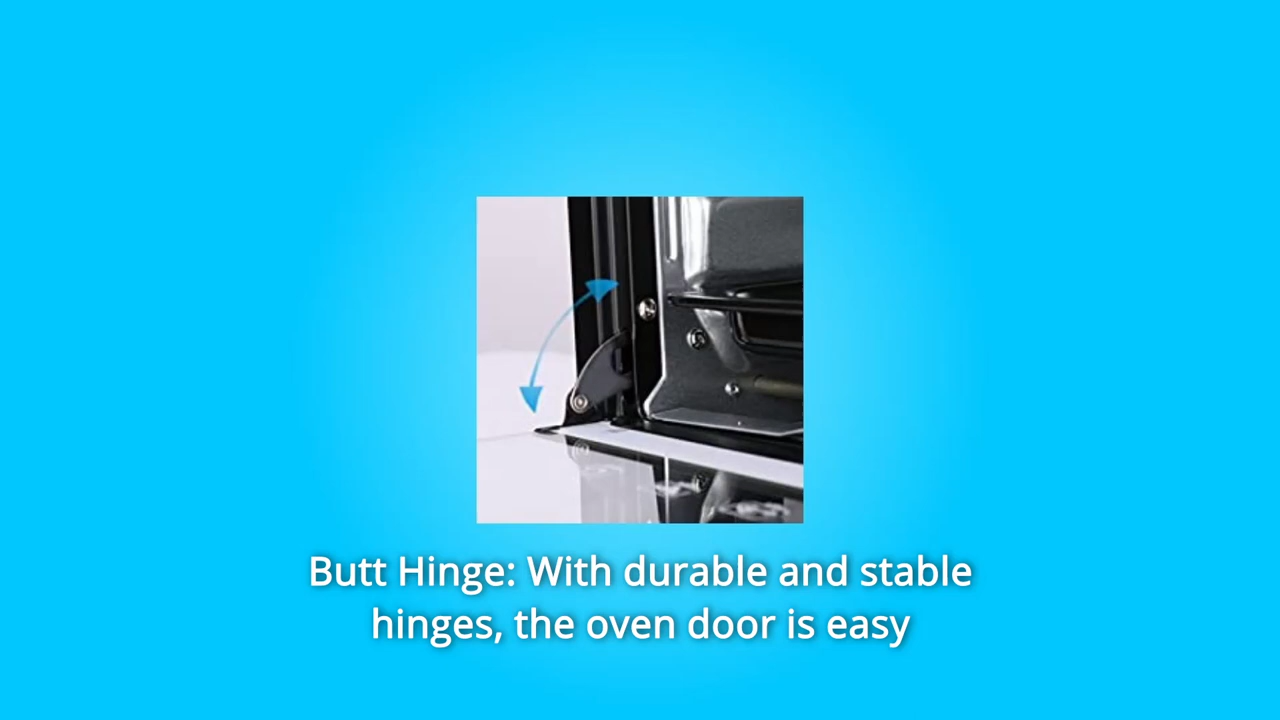 Butt Hinge: With durable and stable
hinges, the oven door is easy